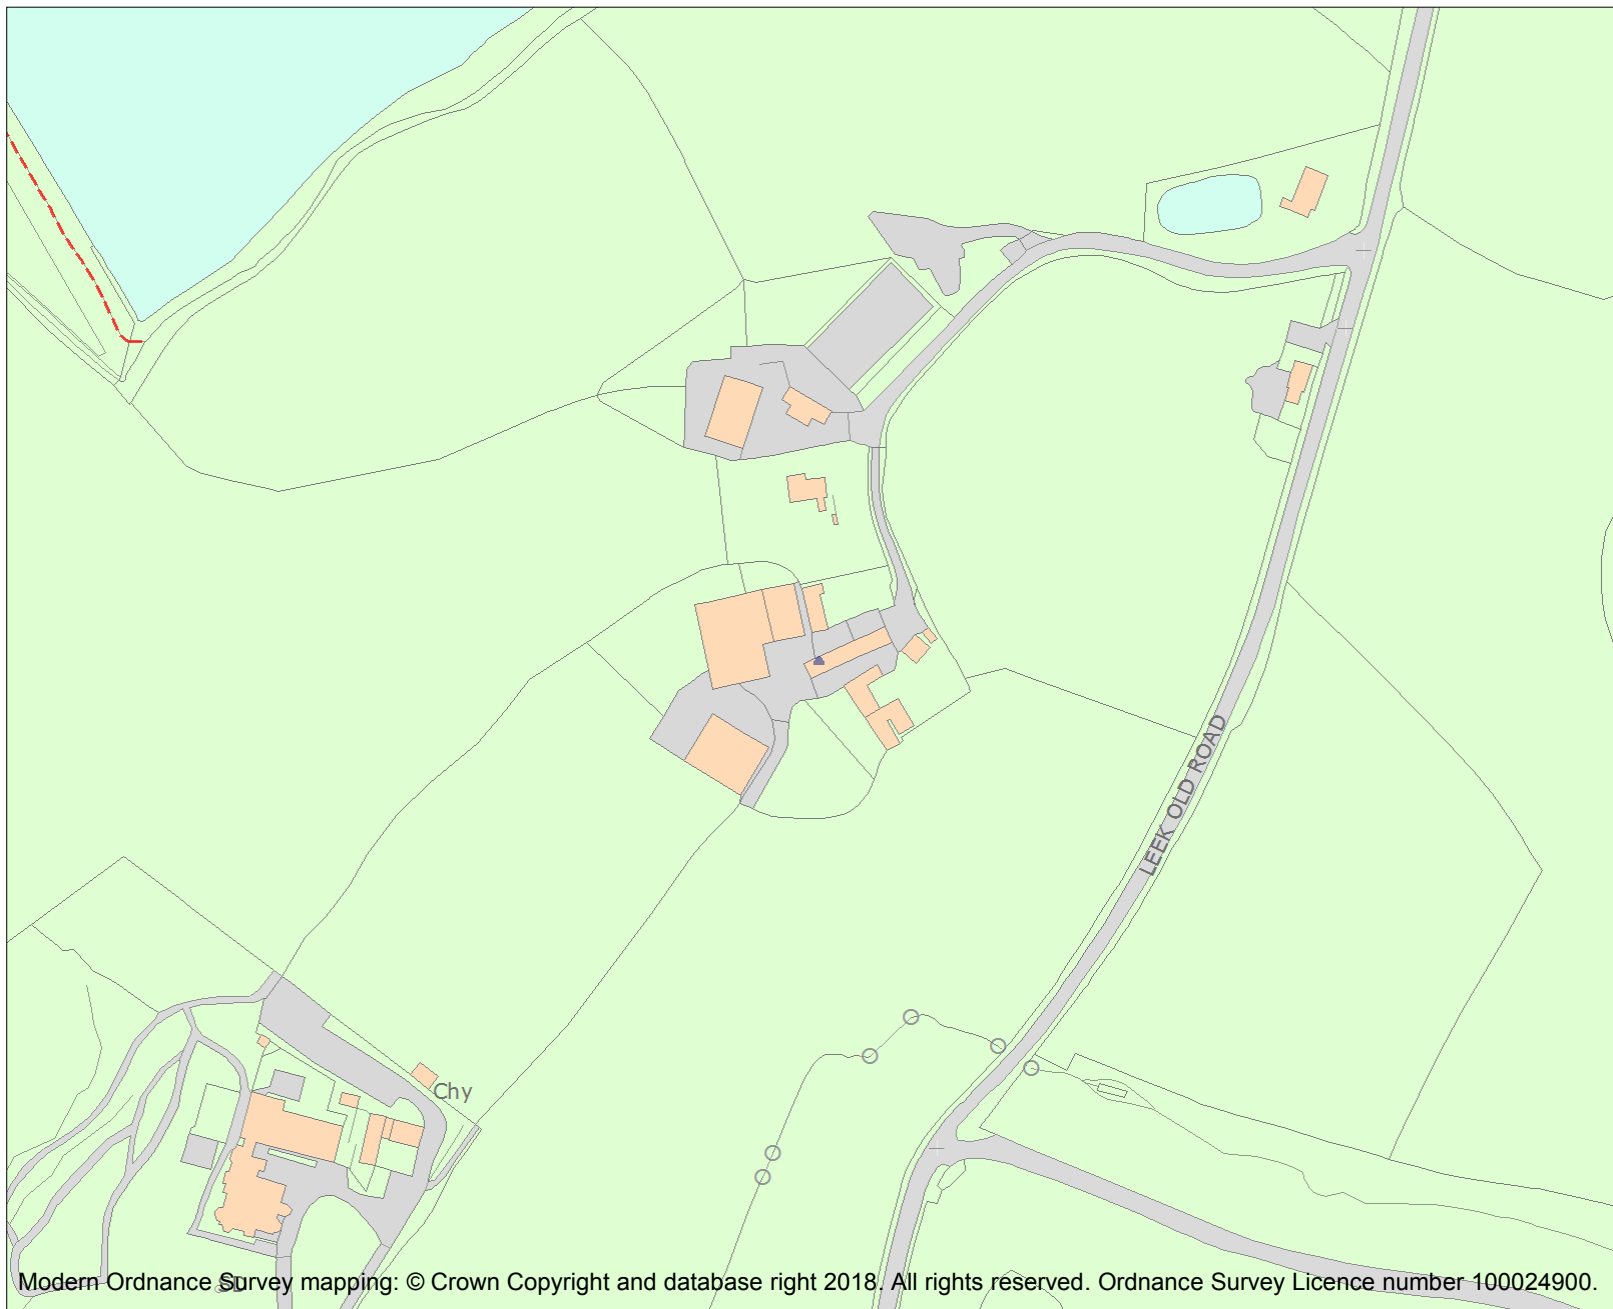 LEEK OLD ROAD
Chy
SD
Modern Ordnance Survey mapping: © Crown Copyright and database right 2018. All rights reserved. Ordnance Survey Licence number 100024900.